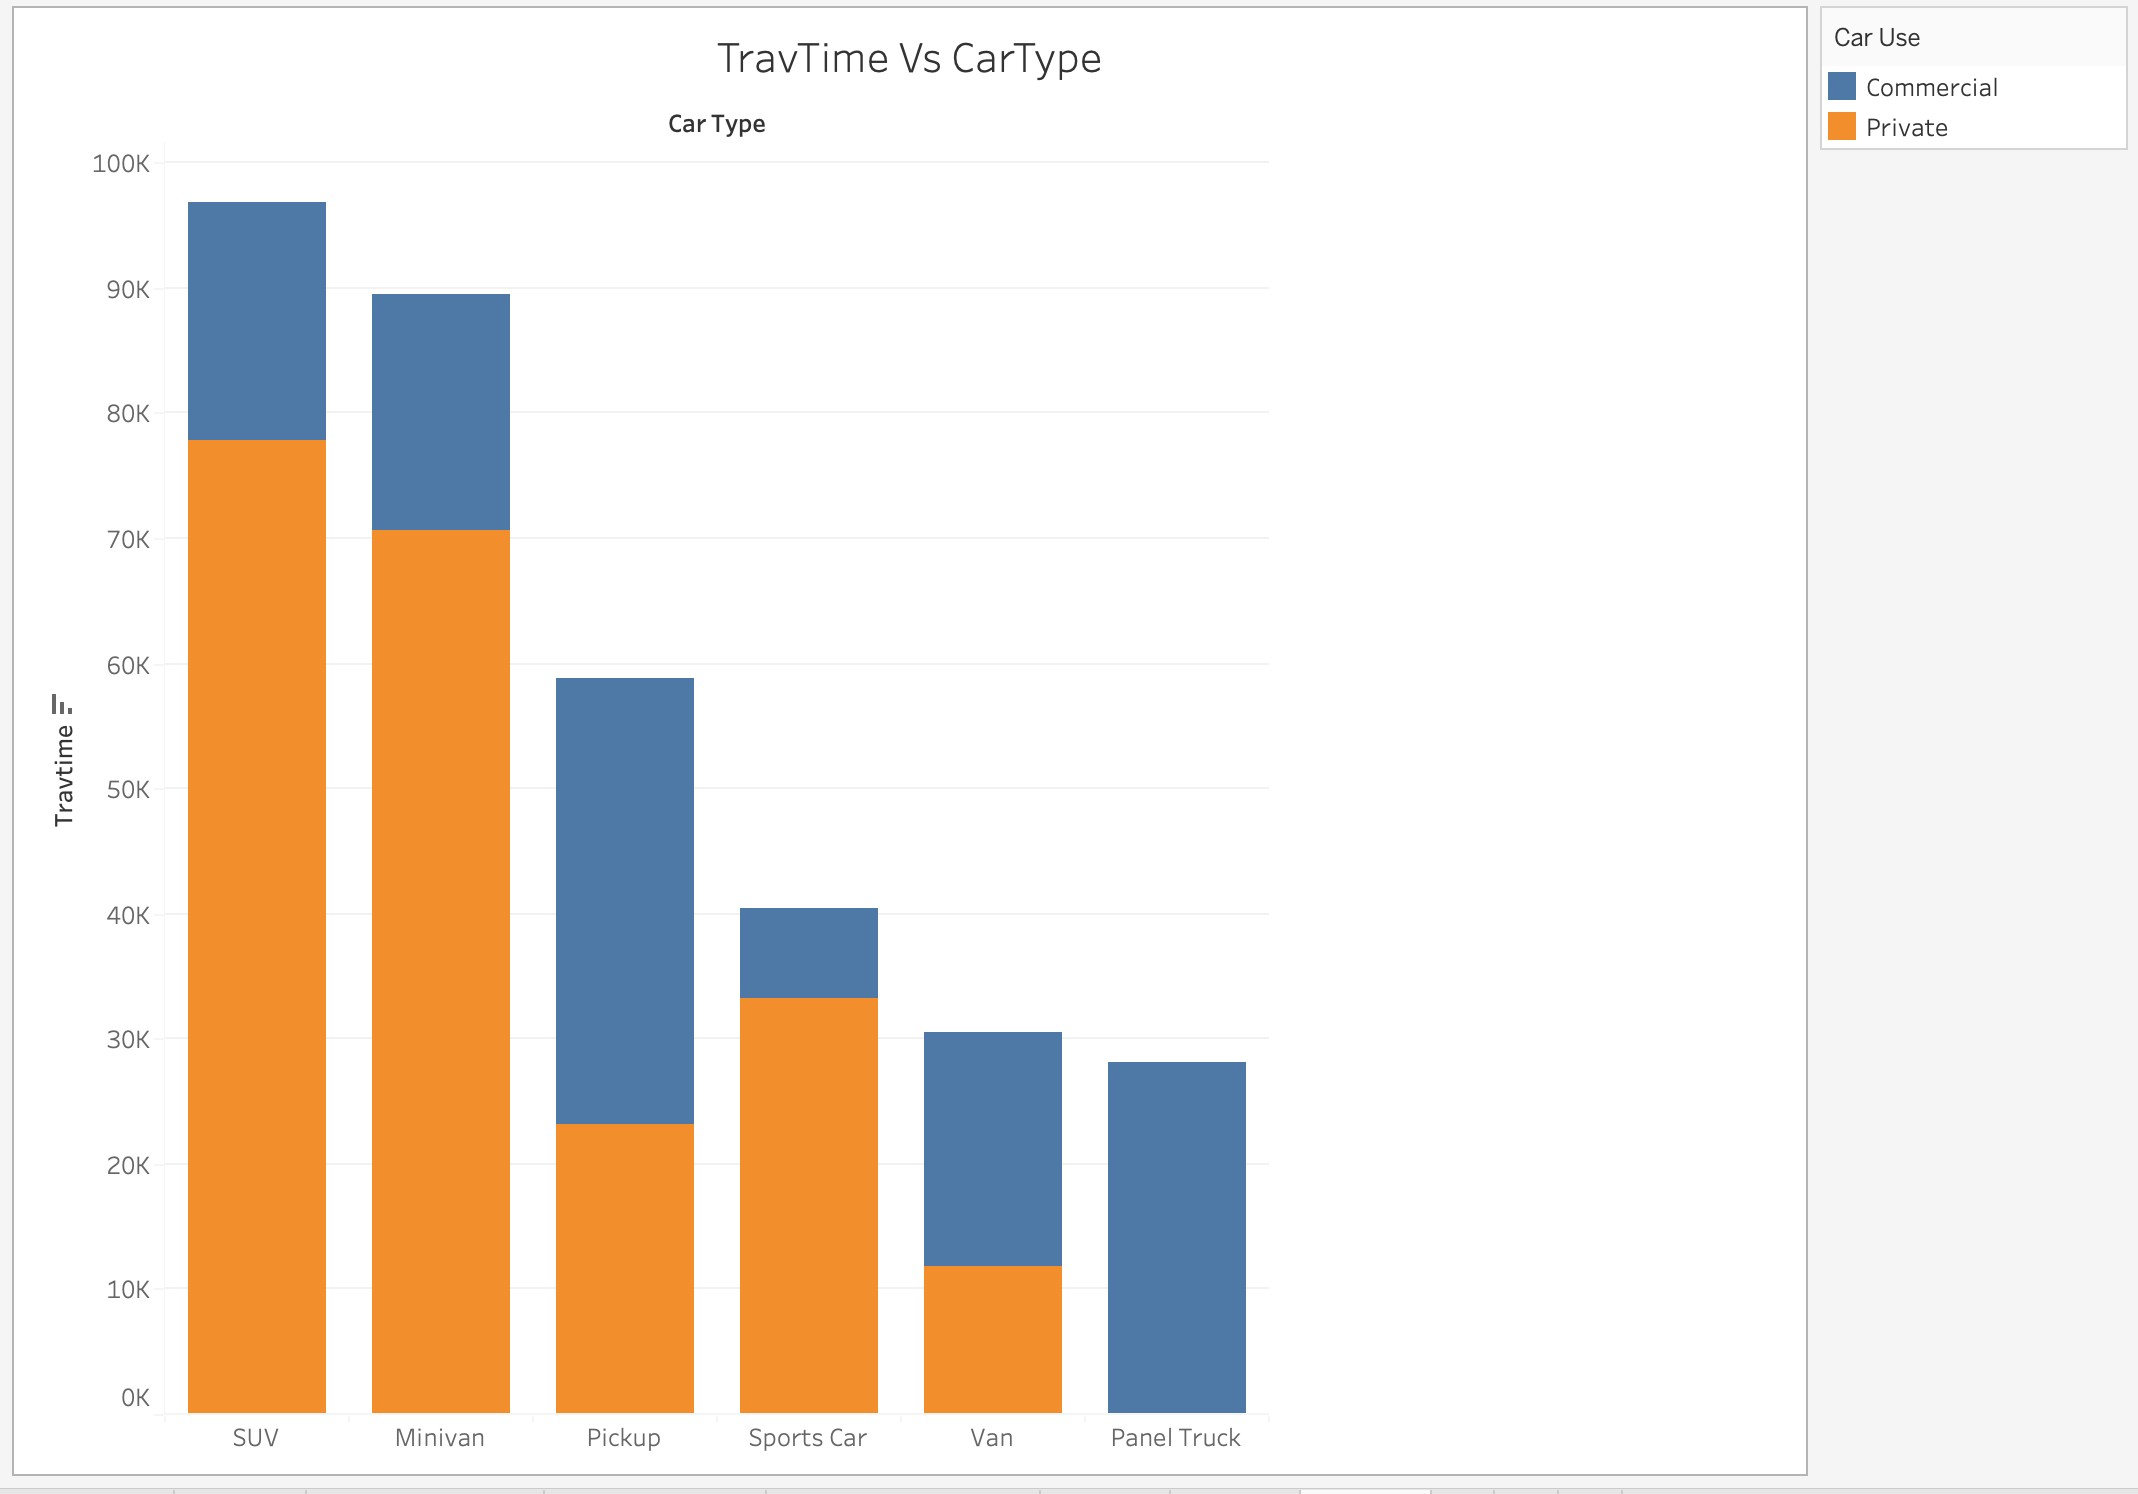 TravTime Vs CarType
Car Type
Car Use
Commercial
Private
100K
90K
80K
70K
60K
50K
40K
30K
20K
10K
0K
Travtime
SUV Minivan Pickup Sports Car Van Panel Truck